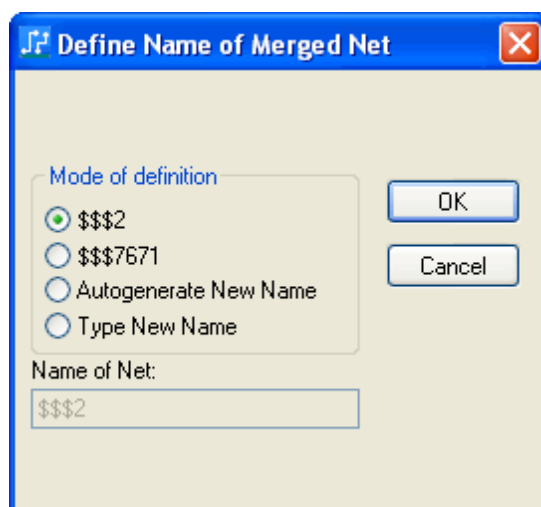 Define Name of Merged Net
Mode of definition
$$$2
$$$7671
Autogenerate New Name
Type New Name
OK
Cancel
Name of Net:
$$$2